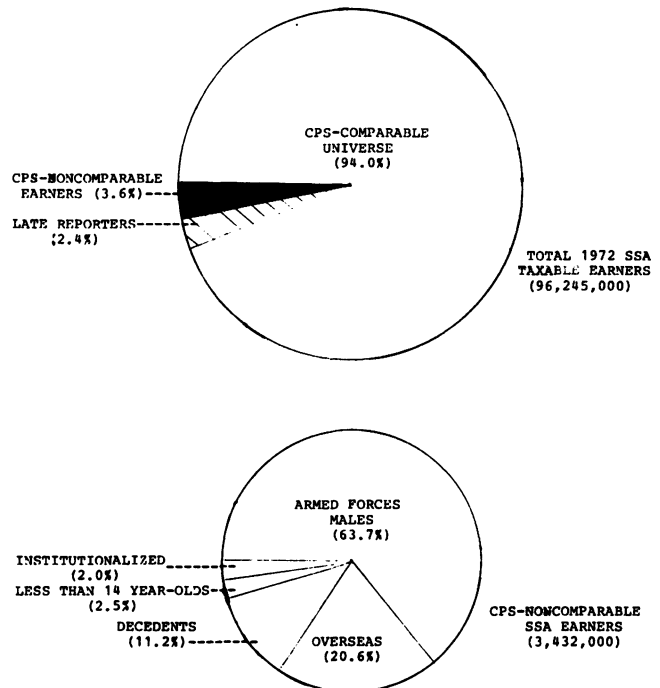 CPS-COMPARABLE
UNIVERSE
(94.0%)
CPS-NONCOMPARABLE
EARNERS (3.6%)
LATE REPORTERS
(2.4%)
TOTAL 1972 SSA
TAXABLE EARNERS
(96,245,000)
ARMED FORCES
MALES
(63.7%)
INSTITUTIONALIZED
(2.0%)
LESS THAN 14 YEAR-OLDS
(2.5%)
DECEDENTS
(11.2%)
OVERSEAS
(20.6%)
CPS-NONCOMPARABLE
SSA EARNERS
(3,432,000)